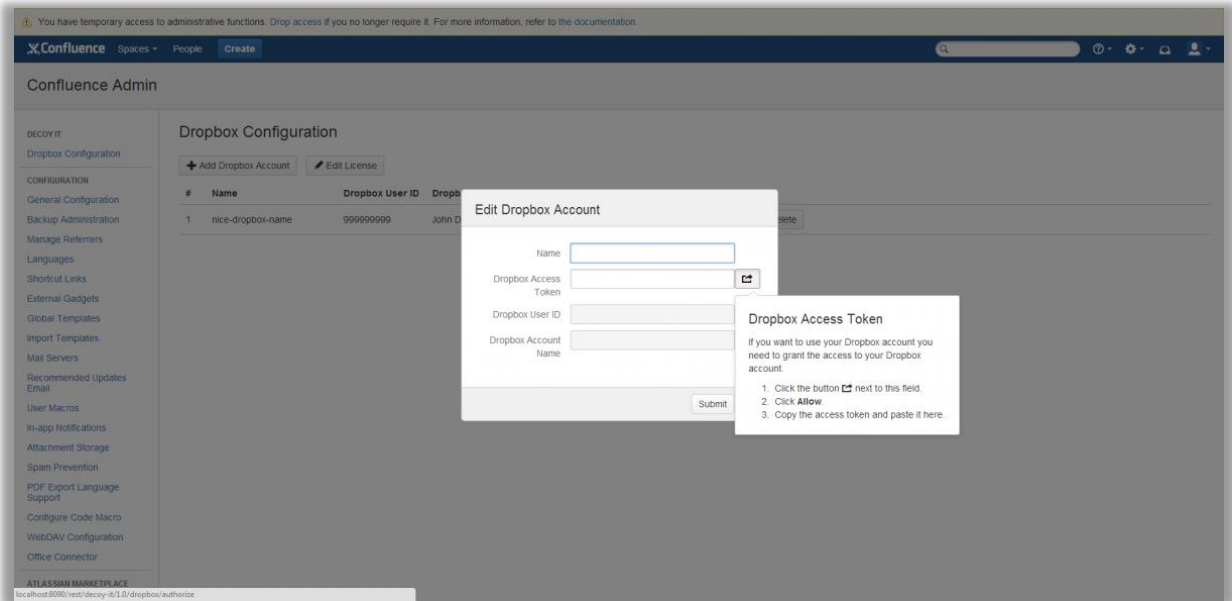 You have temporary access to administrative functions. Drop access if you no longer require it. For more information, refer to the documentation.
Confluence Spaces People Create
Confluence Admin
DECOY IT
Dropbox Configuration
CONFIGURATION
General Configuration
Backup Administration
Manage Referrers
Languages
Shortcut Links
External Gadgets
Global Templates
Import Templates
Mail Servers
Recommended Updates
Email
User Macros
In-app Notifications
Attachment Storage
Spam Prevention
PDF Export Language
Support
Configure Code Macro
WebDAV Configuration
Office Connector
ATLASSIAN MARKETPLACE
Dropbox Configuration
Add Dropbox Account Edit License
# Name Dropbox User ID Dropb
1 nice-dropbox-name 999999999 John D
elete
Edit Dropbox Account
Name
Dropbox Access
Token
Dropbox User ID
Dropbox Account
Name
Submit
Dropbox Access Token
If you want to use your Dropbox account you
need to grant the access to your Dropbox
account.
1. Click the button next to this field.
2. Click Allow.
3. Copy the access token and paste it here.
localhost:8090/rest/decoy-it/1.0/dropbox/authorize